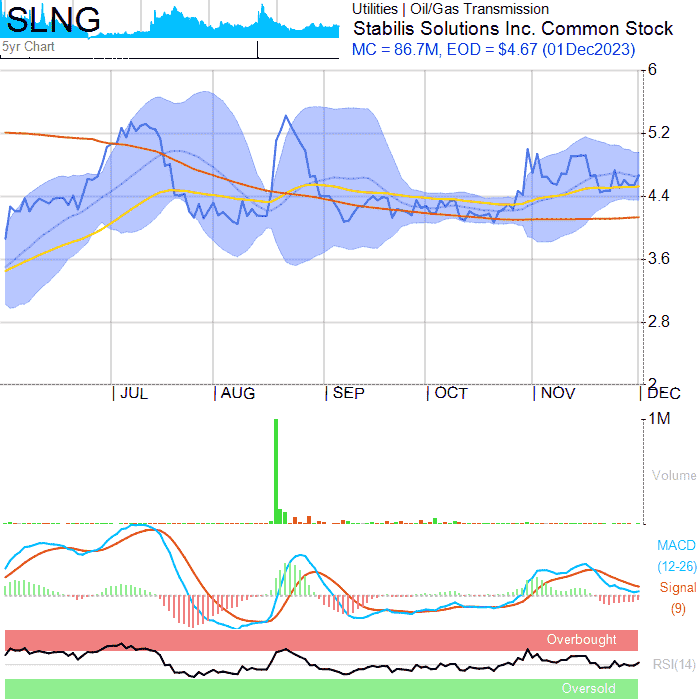 SLNG
5yr Chart
Utilities | Oil/Gas Transmission
Stabilis Solutions Inc. Common Stock
MC = 86.7M, EOD = $4.67 (01Dec2023)
6
5.2
4.4
3.6
2.8
2
JUL
AUG
SEP
OCT
NOV
DEC
1M
Volume
MACD
(12-26)
Signal
(9)
Overbought
RSI(14)
Oversold